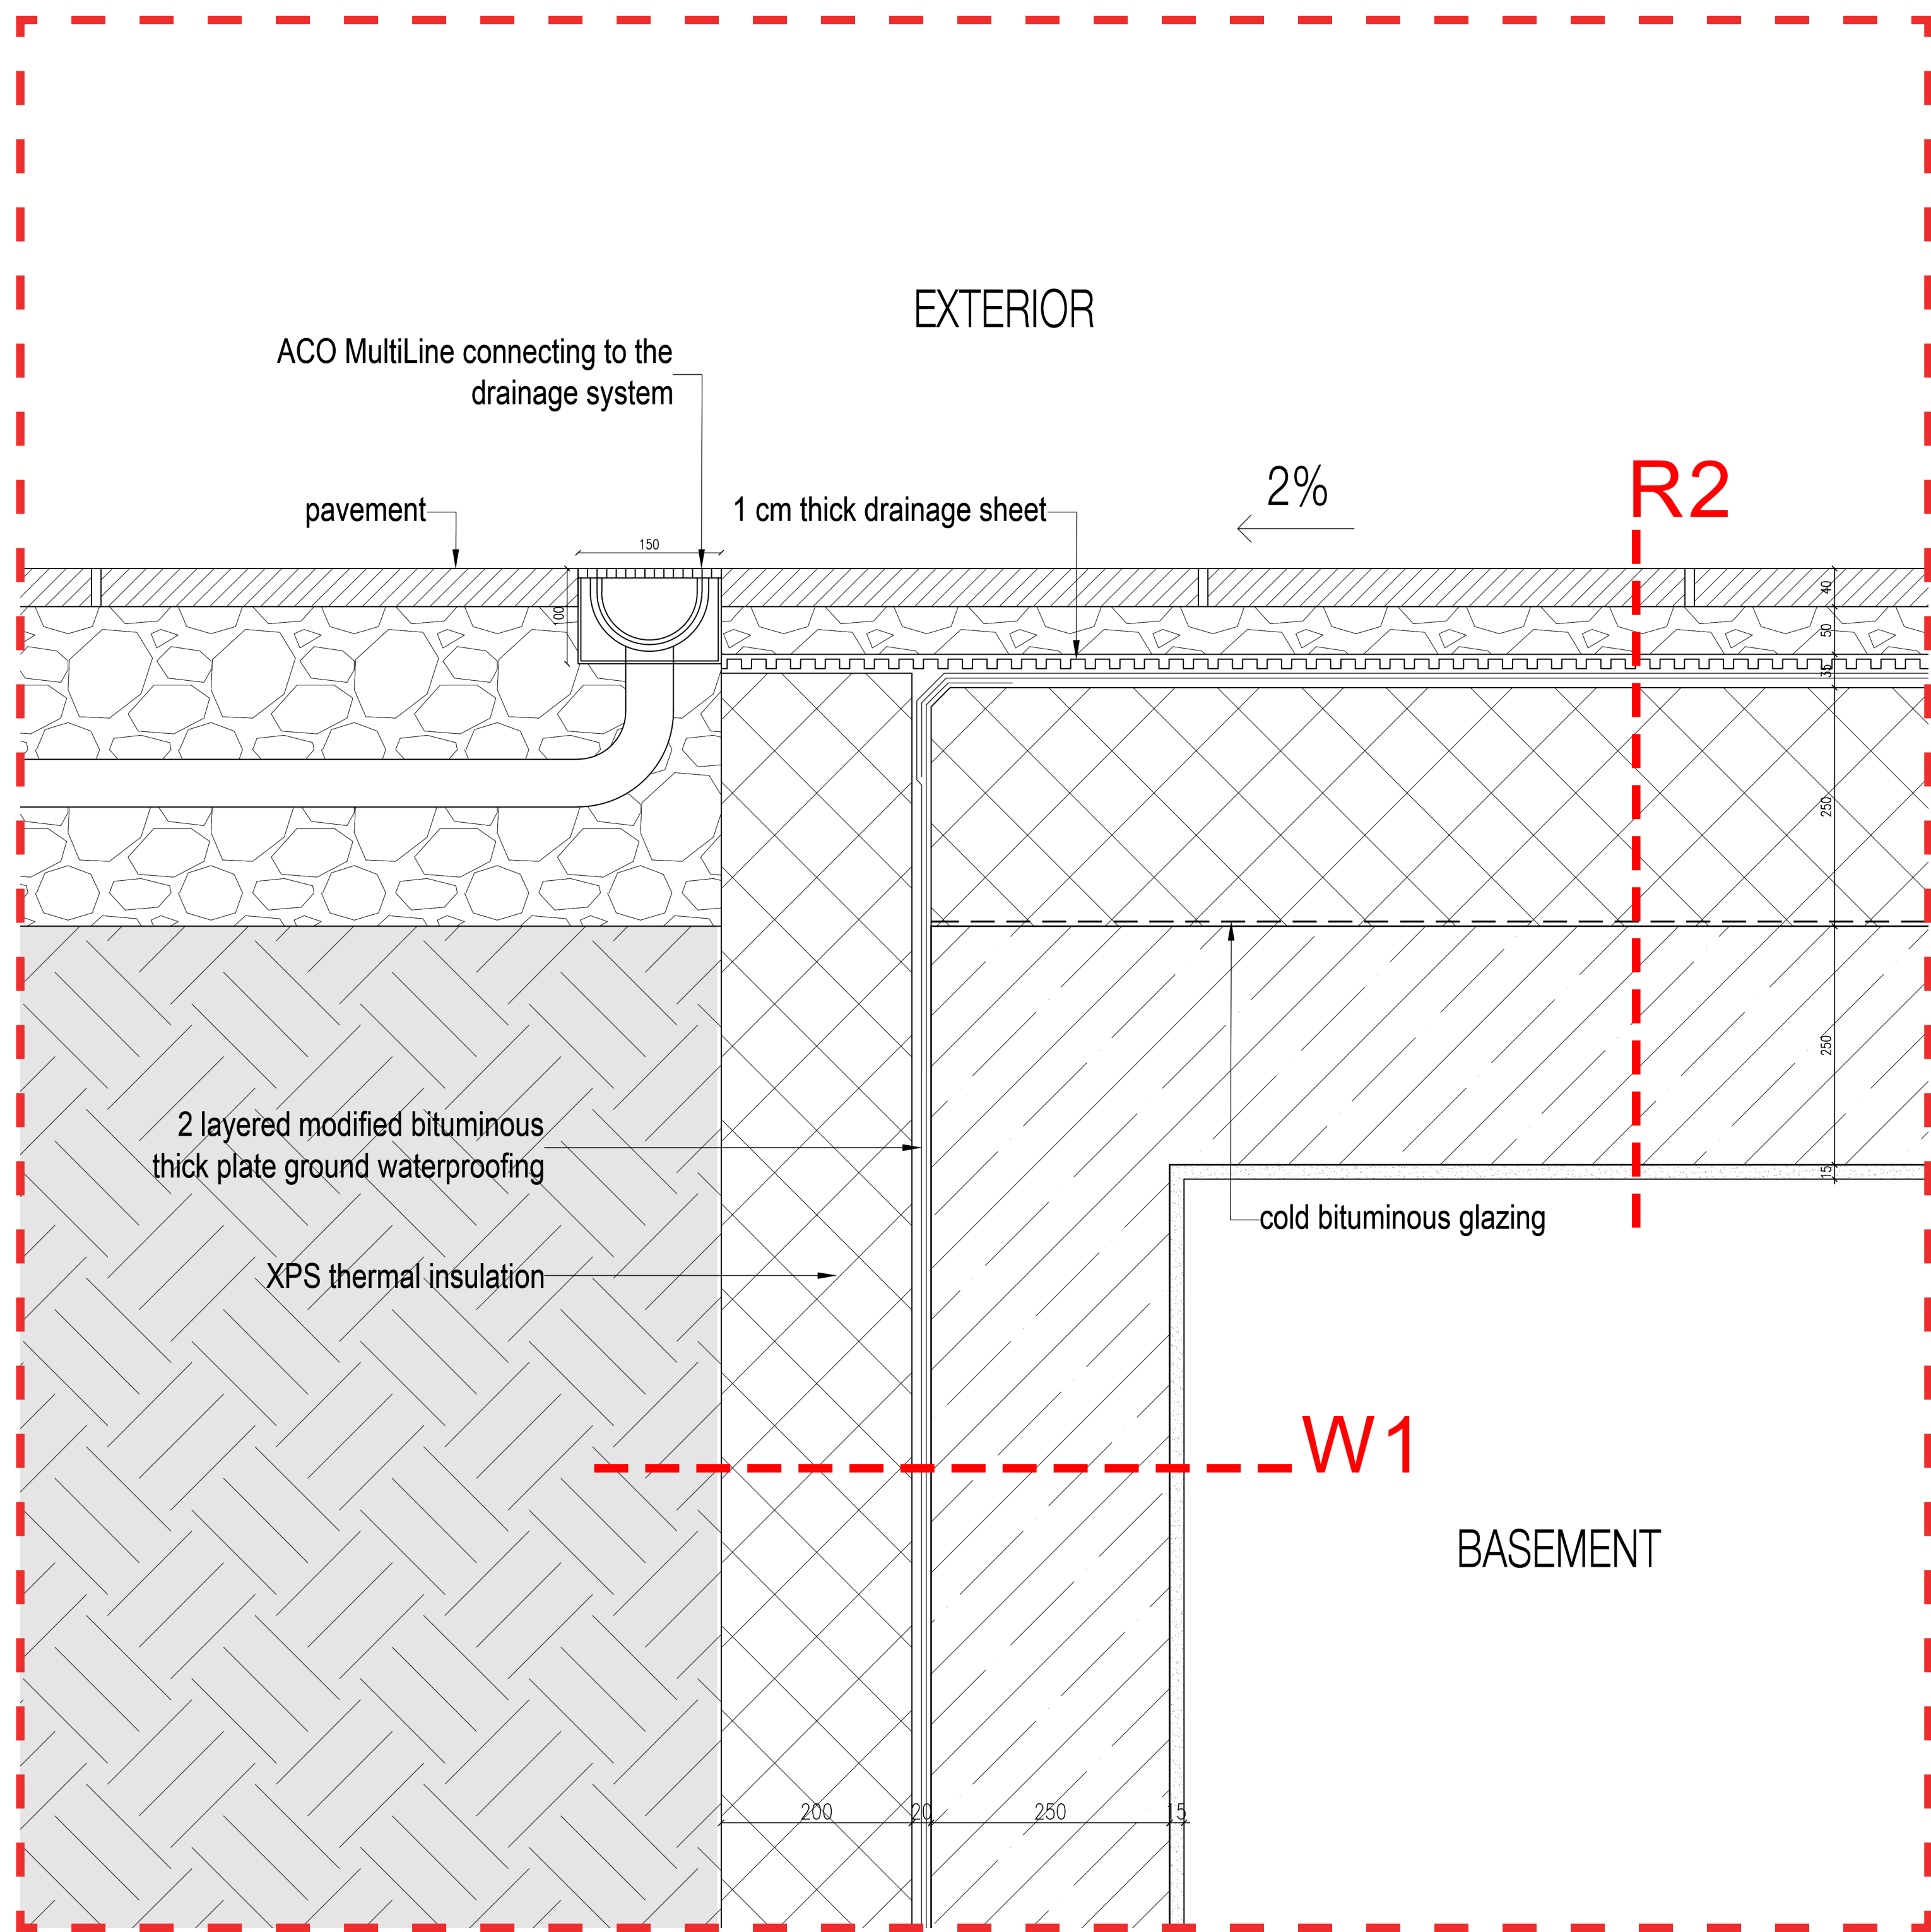 EXTERIOR
ACO MultiLine connecting to the
drainage system
2%
R2
pavement
1 cm thick drainage sheet
150
100
40
50
35
250
250
15
2 layered modified bituminous
thick plate ground waterproofing
cold bituminous glazing
XPS thermal insulation
W1
BASEMENT
200
20
250
15